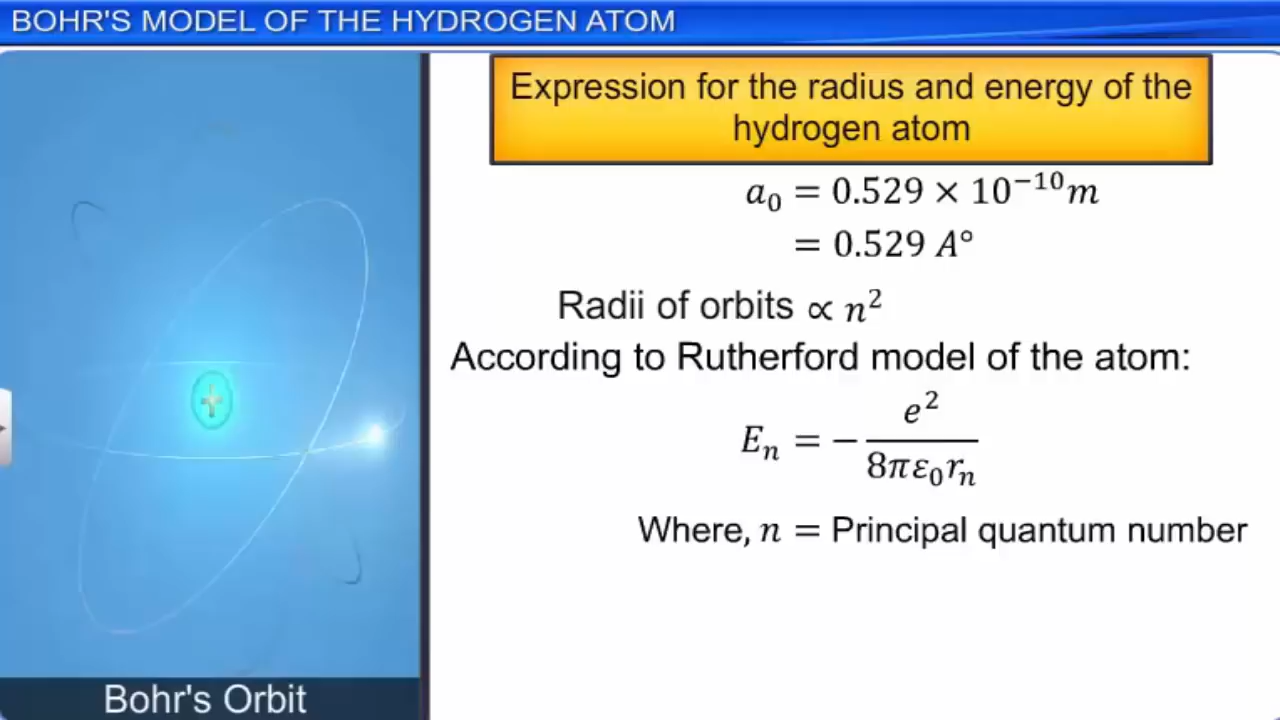 BOHR'S MODEL OF THE HYDROGEN ATOM
Expression for the radius and energy of the
hydrogen atom
a₀ = 0.529 × 10⁻¹⁰m
= 0.529 A°
Radii of orbits ∝ n²
According to Rutherford model of the atom:
Eₙ = − e² / 8πε₀rₙ
Where, n = Principal quantum number
+
Bohr's Orbit